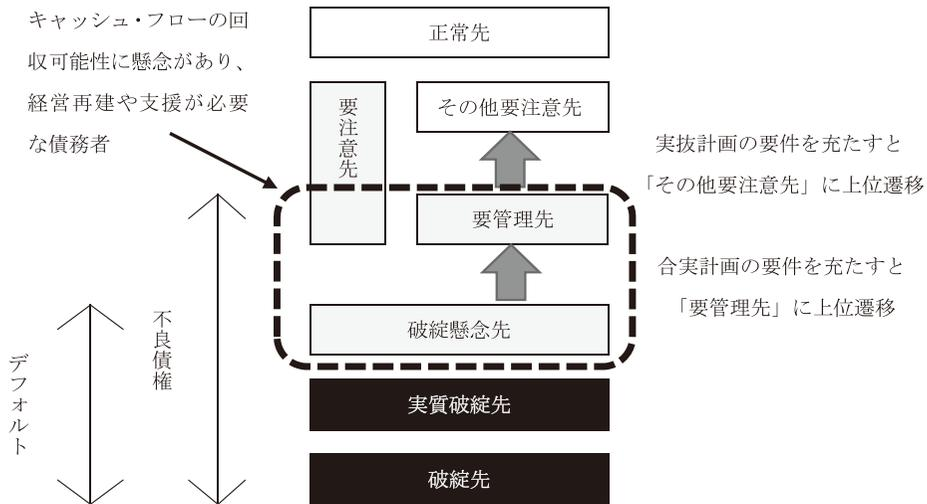 キャッシュ・フローの回
収可能性に懸念があり、
経営再建や支援が必要
な債務者
正常先
要注意先
その他要注意先
実抜計画の要件を充たすと
「その他要注意先」に上位遷移
要管理先
合実計画の要件を充たすと
「要管理先」に上位遷移
破綻懸念先
不良債権
デフォルト
実質破綻先
破綻先